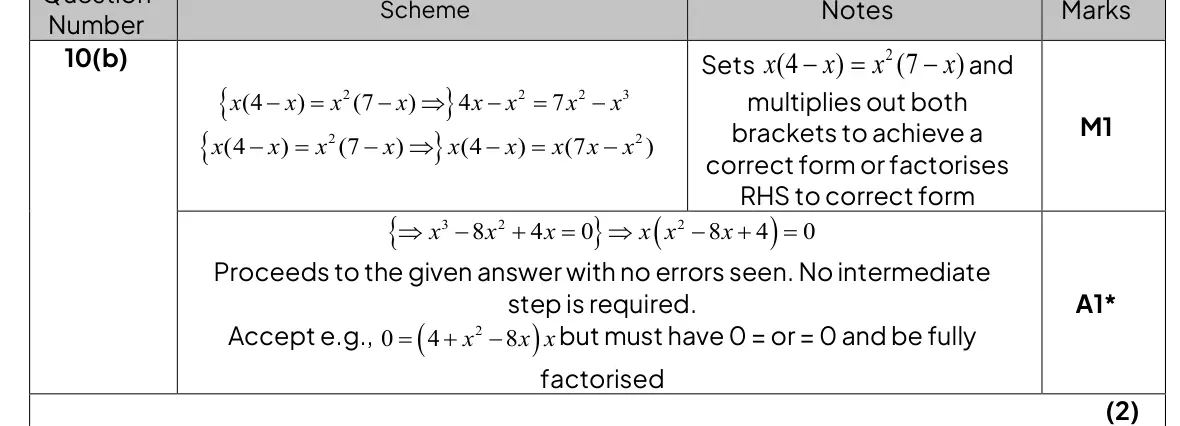 Question
Number
Scheme
Notes
Marks
10(b)
{x(4−x) = x²(7−x) ⇒} 4x − x² = 7x² − x³
{x(4−x) = x²(7−x) ⇒} x(4−x) = x(7x−x²)
Sets x(4−x) = x²(7−x) and
multiplies out both
brackets to achieve a
correct form or factorises
RHS to correct form
M1
{⇒ x³ − 8x² + 4x = 0} ⇒ x(x² − 8x + 4) = 0
Proceeds to the given answer with no errors seen. No intermediate
step is required.
Accept e.g., 0 = (4 + x² − 8x)x but must have 0 = or = 0 and be fully
factorised
A1*
(2)